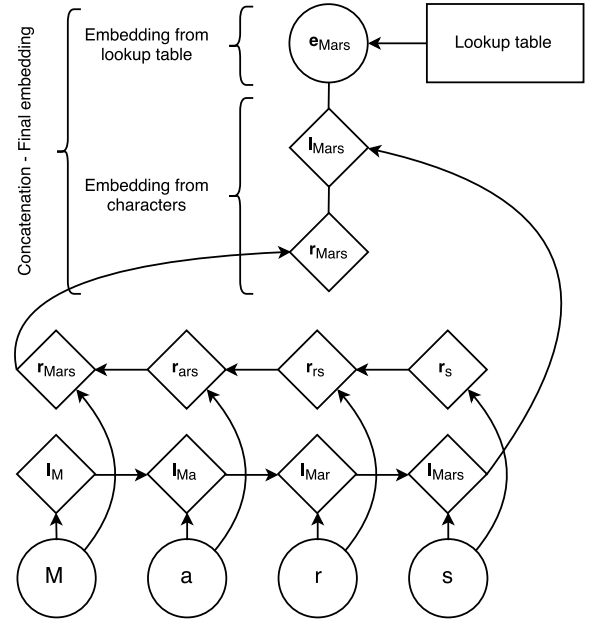 Concatenation - Final embedding
Embedding from
lookup table
e_Mars
Lookup table
l_Mars
Embedding from
characters
r_Mars
r_Mars
r_ars
r_rs
r_s
l_M
l_Ma
l_Mar
l_Mars
M
a
r
s